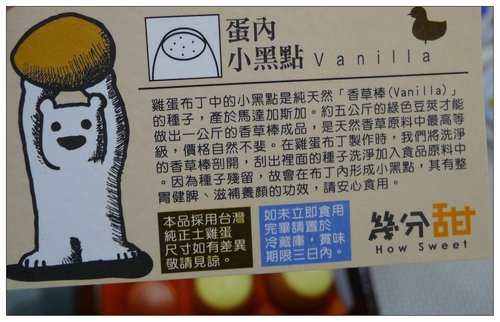 蛋內
小黑點 Vanilla
雞蛋布丁中的小黑點是純天然「香草棒(Vanilla)」
的種子，產於馬達加斯加。約五公斤的綠色豆莢才能
做出一公斤的香草棒成品，是天然香草原料中最高等
級，價格自然不斐。在雞蛋布丁製作時，我們將洗淨
的香草棒剖開，刮出裡面的種子洗淨加入食品原料中
。因為種子殘留，故會在布丁內形成小黑點，其有整
胃健脾、滋補養顏的功效，請安心食用。
本品採用台灣
純正土雞蛋
尺寸如有差異
敬請見諒。
如未立即食用
完畢請置於
冷藏庫，賞味
期限三日內。
幾分甜
How Sweet